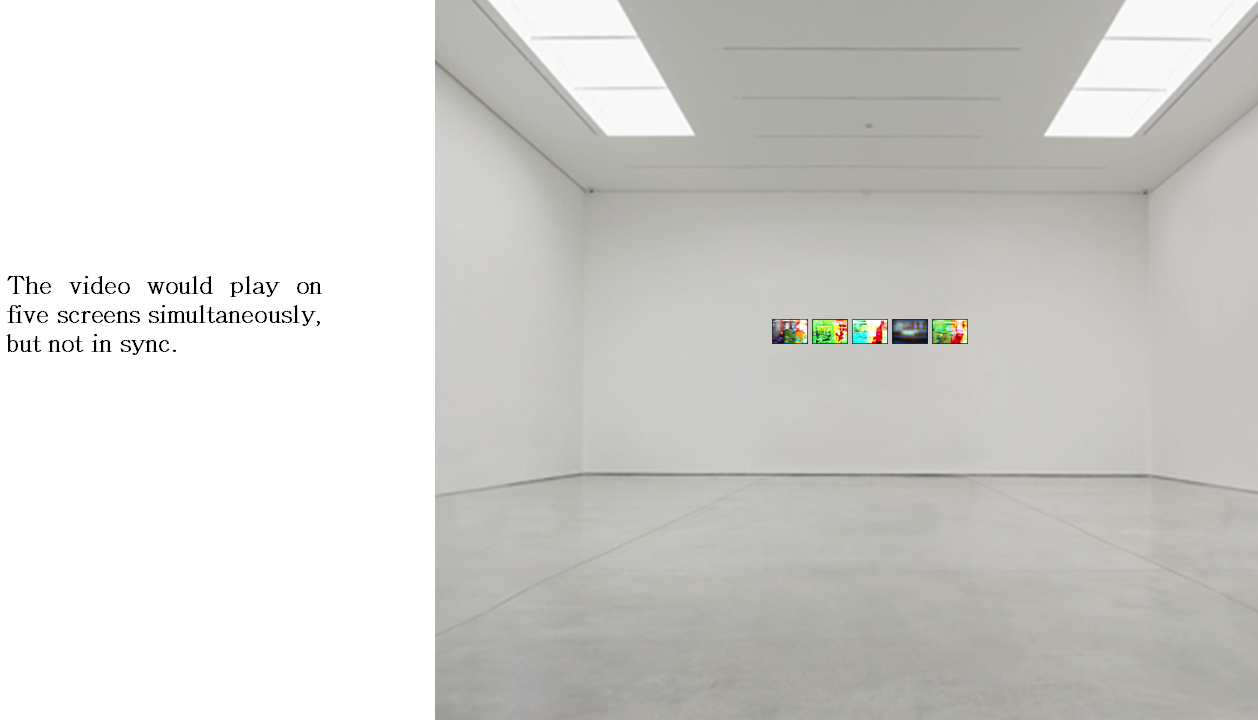 The video would play on
five screens simultaneously,
but not in sync.